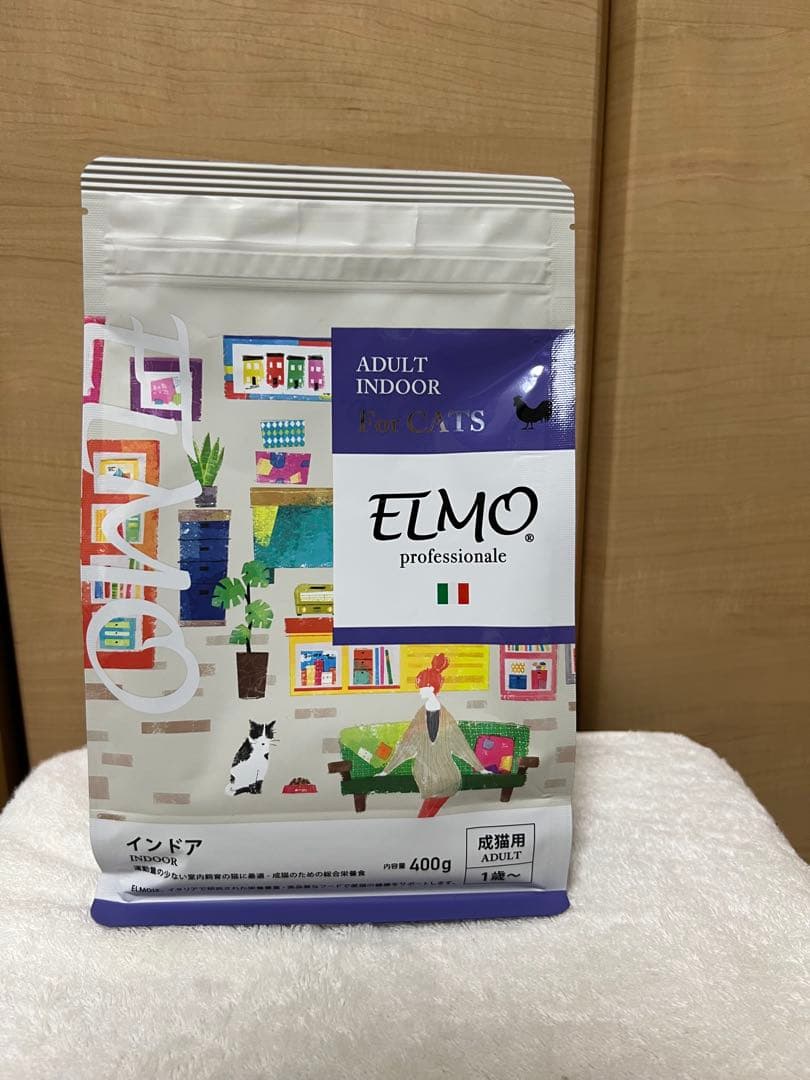 ELMO
ADULT
INDOOR
For CATS
ELMO®
professionale
インドア
INDOOR
運動量の少ない室内飼育の猫に最適 - 成猫のための総合栄養食
内容量 400g
成猫用
ADULT
1歳〜